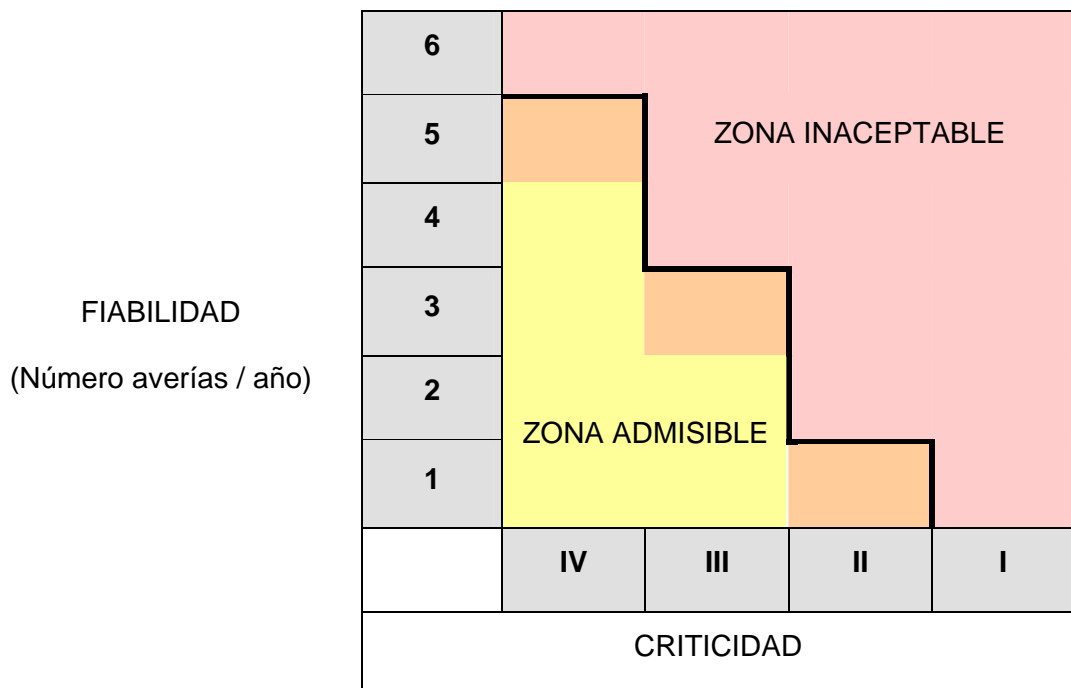 6
5
ZONA INACEPTABLE
4
FIABILIDAD
3
(Número averías / año)
2
ZONA ADMISIBLE
1
IV III II I
CRITICIDAD